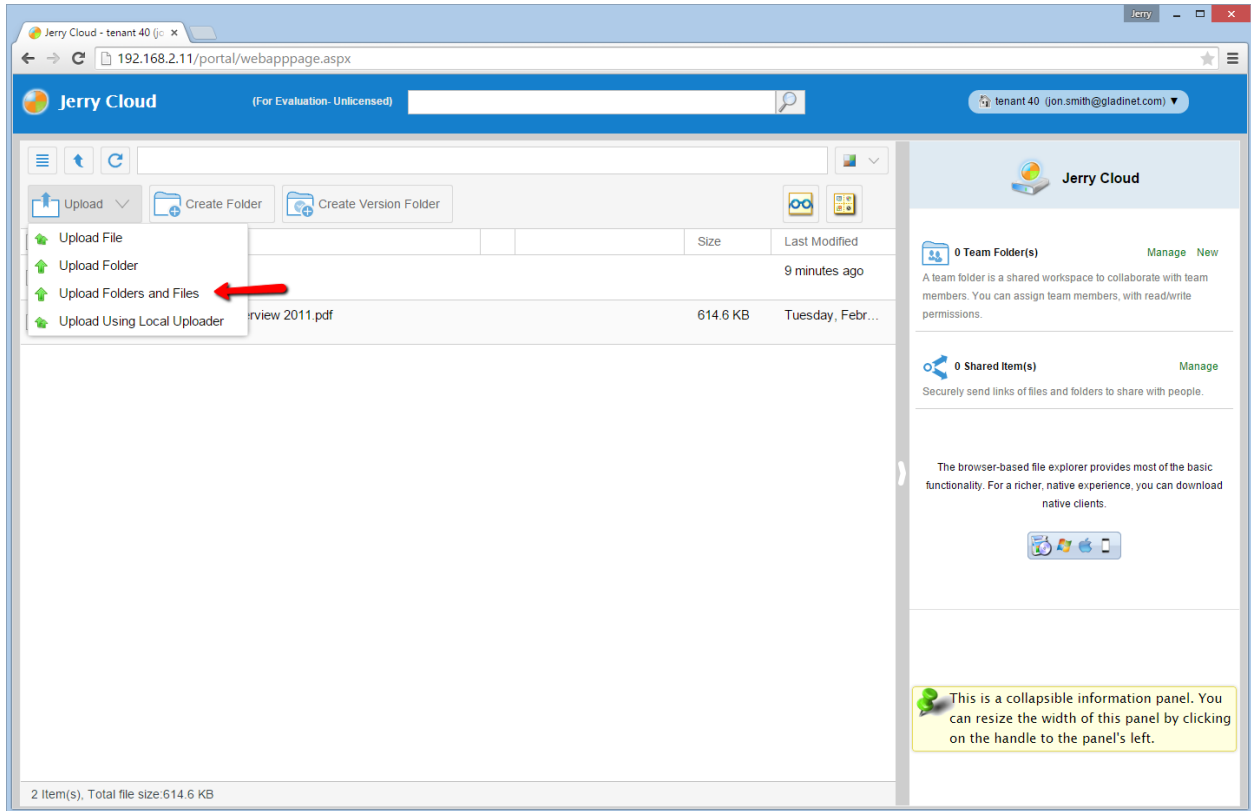 Jerry
Jerry Cloud - tenant 40 (jo
192.168.2.11/portal/webapppage.aspx
Jerry Cloud (For Evaluation- Unlicensed) tenant 40 (jon.smith@gladinet.com) ▼
Upload Create Folder Create Version Folder
Size Last Modified
Upload File
Upload Folder
Upload Folders and Files
Upload Using Local Uploader
9 minutes ago
erview 2011.pdf 614.6 KB Tuesday, Febr...
2 Item(s), Total file size:614.6 KB
Jerry Cloud
0 Team Folder(s) Manage New
A team folder is a shared workspace to collaborate with team
members. You can assign team members, with read/write
permissions.
0 Shared Item(s) Manage
Securely send links of files and folders to share with people.
The browser-based file explorer provides most of the basic
functionality. For a richer, native experience, you can download
native clients.
This is a collapsible information panel. You
can resize the width of this panel by clicking
on the handle to the panel's left.